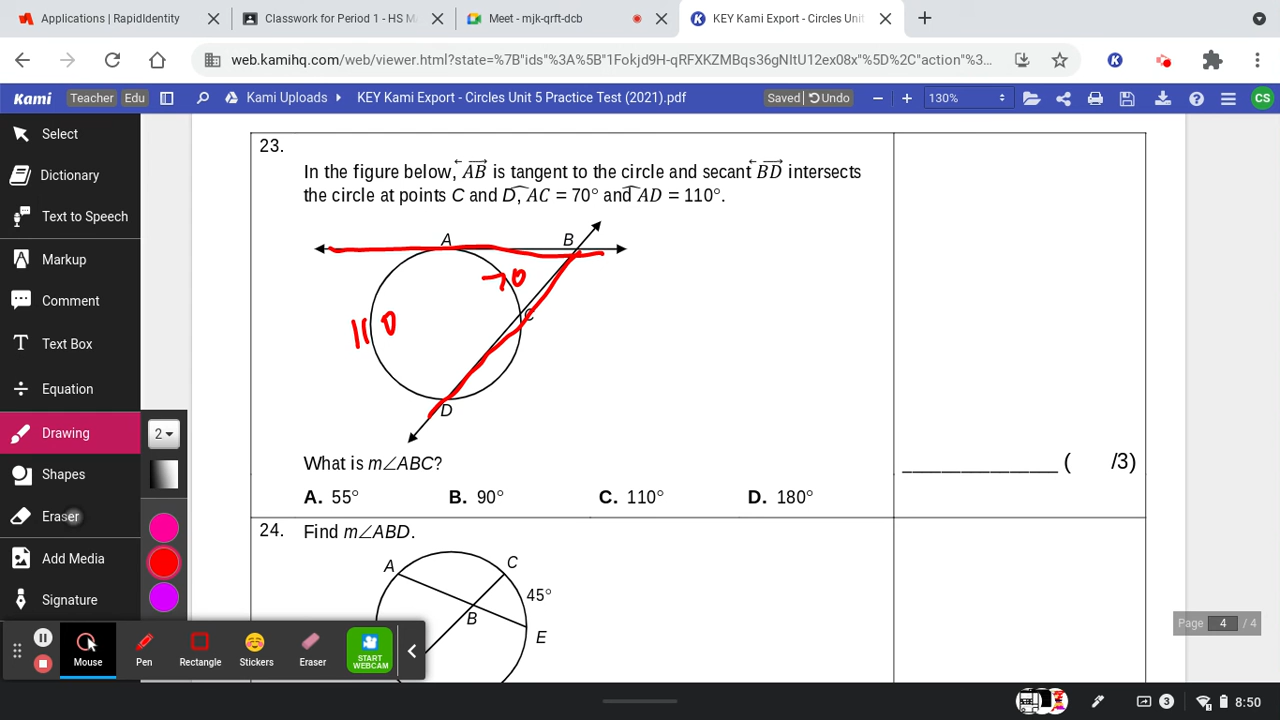 Applications | RapidIdentity
Classwork for Period 1 - HS M
Meet - mjk-qrft-dcb
KEY Kami Export - Circles Unit
web.kamihq.com/web/viewer.html?state=%7B"ids"%3A%5B"1Fokjd9H-qRFXKZMBqs36gNItU12ex08x"%5D%2C"action"%3...
Kami Teacher Edu Kami Uploads KEY Kami Export - Circles Unit 5 Practice Test (2021).pdf Saved Undo 130% CS
Select
Dictionary
Text to Speech
Markup
Comment
Text Box
Equation
Drawing
2
Shapes
Eraser
Add Media
Signature
23.
In the figure below, AB is tangent to the circle and secant BD intersects
the circle at points C and D, AC = 70° and AD = 110°.
A
B
70
C
110
D
What is m∠ABC?
( /3)
A. 55° B. 90° C. 110° D. 180°
24. Find m∠ABD.
A
C
45°
B
E
Page 4 / 4
Mouse Pen Rectangle Stickers Eraser START WEBCAM
3 8:50